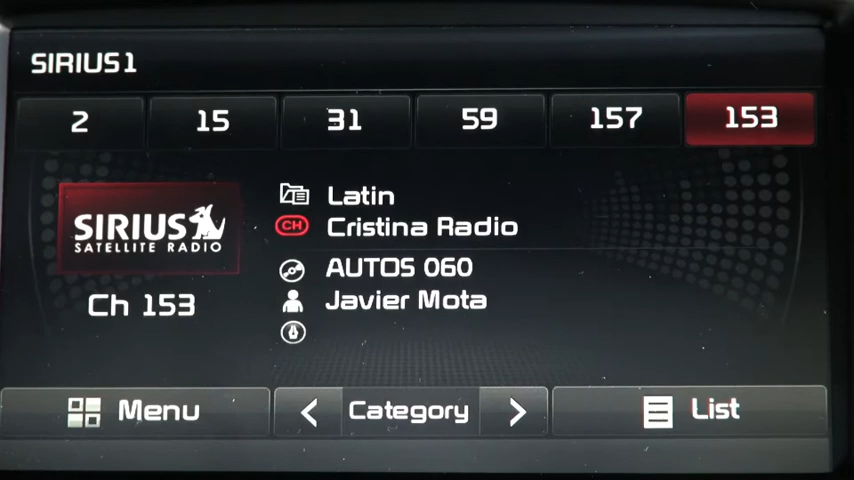 SIRIUS1
2 15 31 59 157 153
SIRIUS
SATELLITE RADIO
Ch 153
Latin
CH Cristina Radio
AUTOS 060
Javier Mota
Menu < Category > List